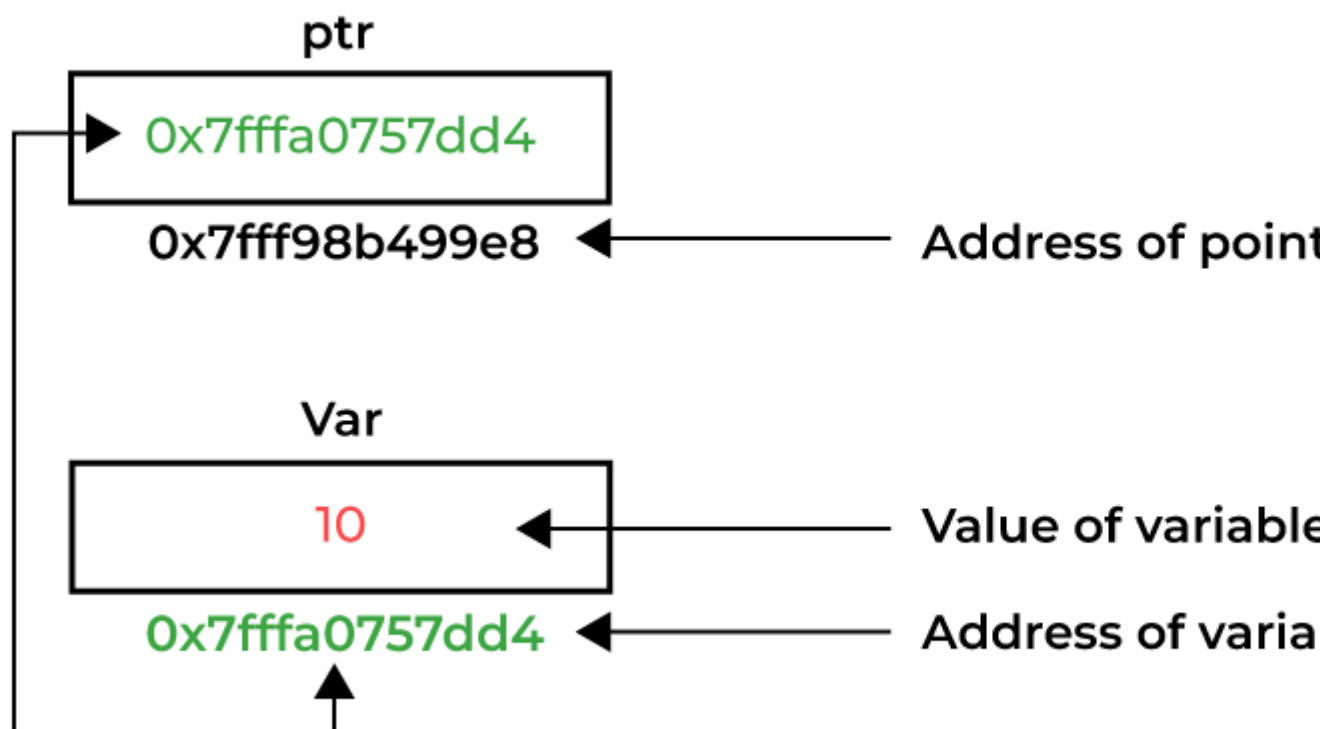 ptr
0x7fffa0757dd4
0x7fff98b499e8
Address of point
Var
10
Value of variable
0x7fffa0757dd4
Address of varia